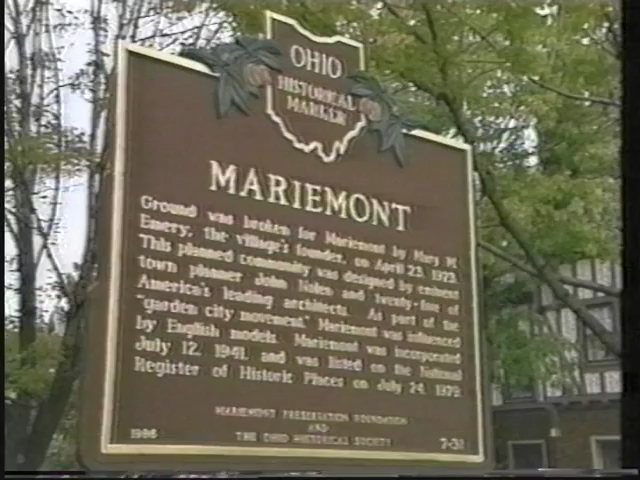 OHIO
HISTORICAL
MARKER
MARIEMONT
Ground was broken for Mariemont by Mary M.
Emery, the village's founder, on April 23, 1923.
This planned community was designed by eminent
town planner John Nolen and twenty-five of
America's leading architects. As part of the
"garden city movement," Mariemont was influenced
by English models. Mariemont was incorporated
July 12, 1941, and was listed on the National
Register of Historic Places on July 24, 1979.
MARIEMONT PRESERVATION FOUNDATION
AND
1996 THE OHIO HISTORICAL SOCIETY 7-31